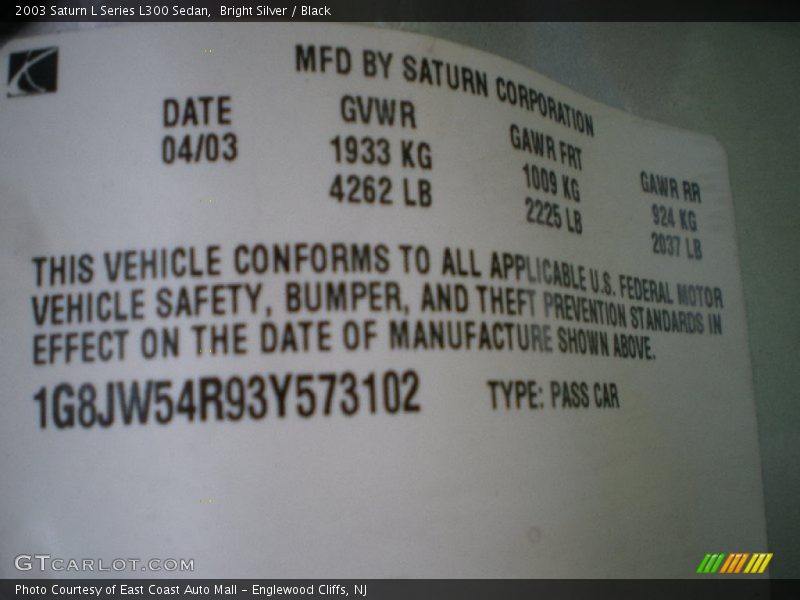 2003 Saturn L Series L300 Sedan,  Bright Silver / Black
MFD BY SATURN CORPORATION
DATE GVWR GAWR FRT GAWR RR
04/03 1933 KG 1009 KG 924 KG
4262 LB 2225 LB 2037 LB
THIS VEHICLE CONFORMS TO ALL APPLICABLE U.S. FEDERAL MOTOR
VEHICLE SAFETY, BUMPER, AND THEFT PREVENTION STANDARDS IN
EFFECT ON THE DATE OF MANUFACTURE SHOWN ABOVE.
1G8JW54R93Y573102 TYPE: PASS CAR
GTCARLOT.COM
Photo Courtesy of East Coast Auto Mall - Englewood Cliffs, NJ